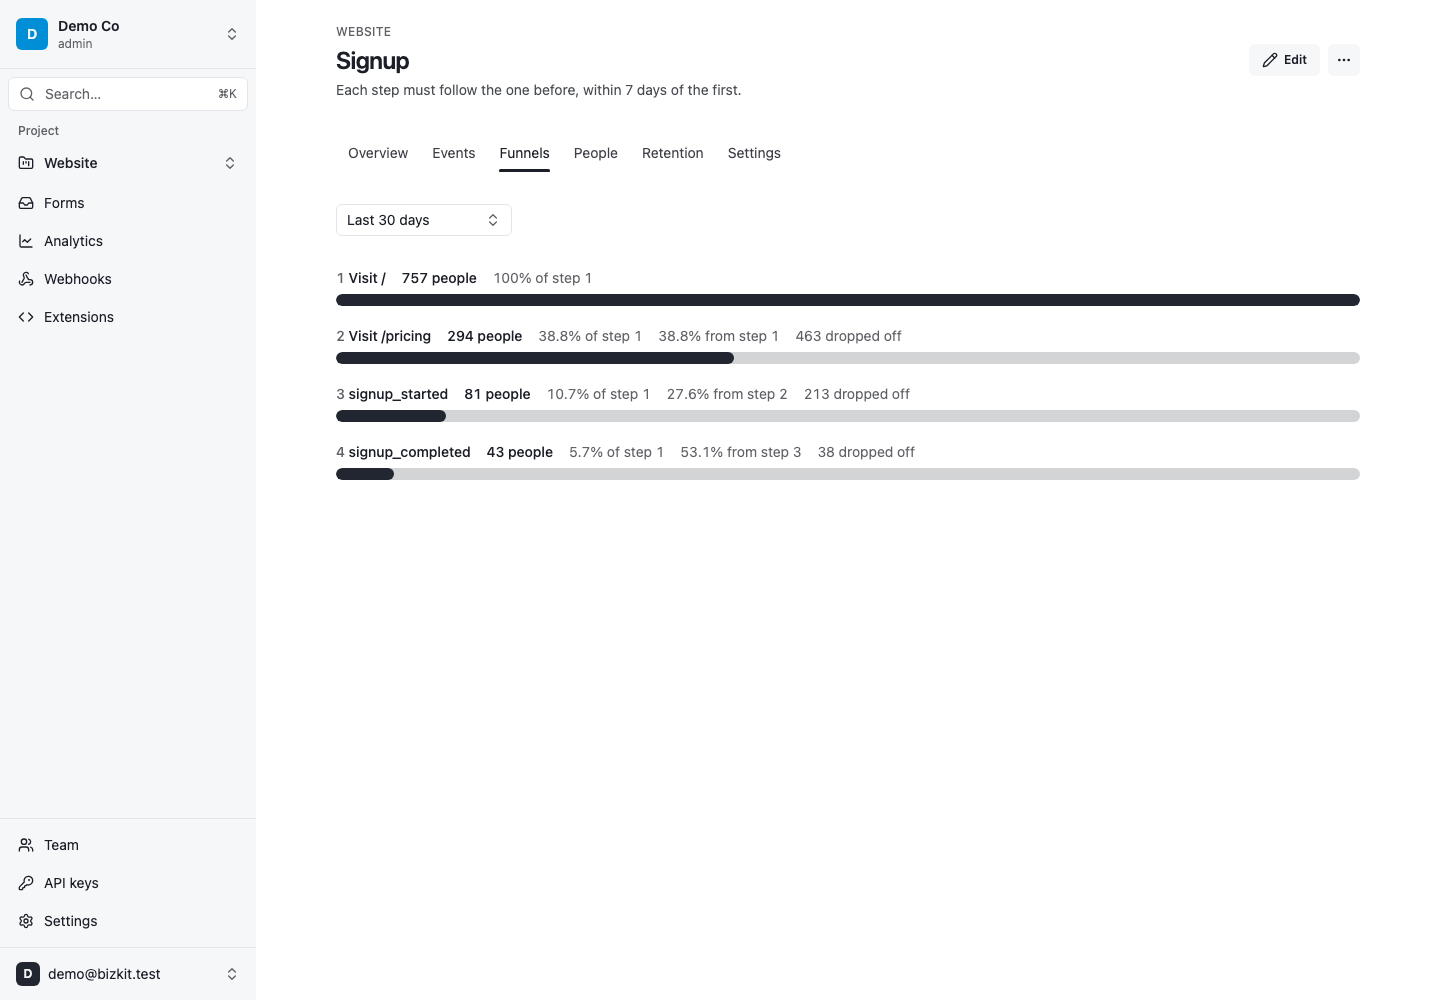 D
Demo Co
admin
Search... ⌘K
Project
Website
Forms
Analytics
Webhooks
Extensions
Team
API keys
Settings
D demo@bizkit.test
WEBSITE
Signup
Edit
Each step must follow the one before, within 7 days of the first.
Overview Events Funnels People Retention Settings
Last 30 days
1 Visit / 757 people 100% of step 1
2 Visit /pricing 294 people 38.8% of step 1 38.8% from step 1 463 dropped off
3 signup_started 81 people 10.7% of step 1 27.6% from step 2 213 dropped off
4 signup_completed 43 people 5.7% of step 1 53.1% from step 3 38 dropped off